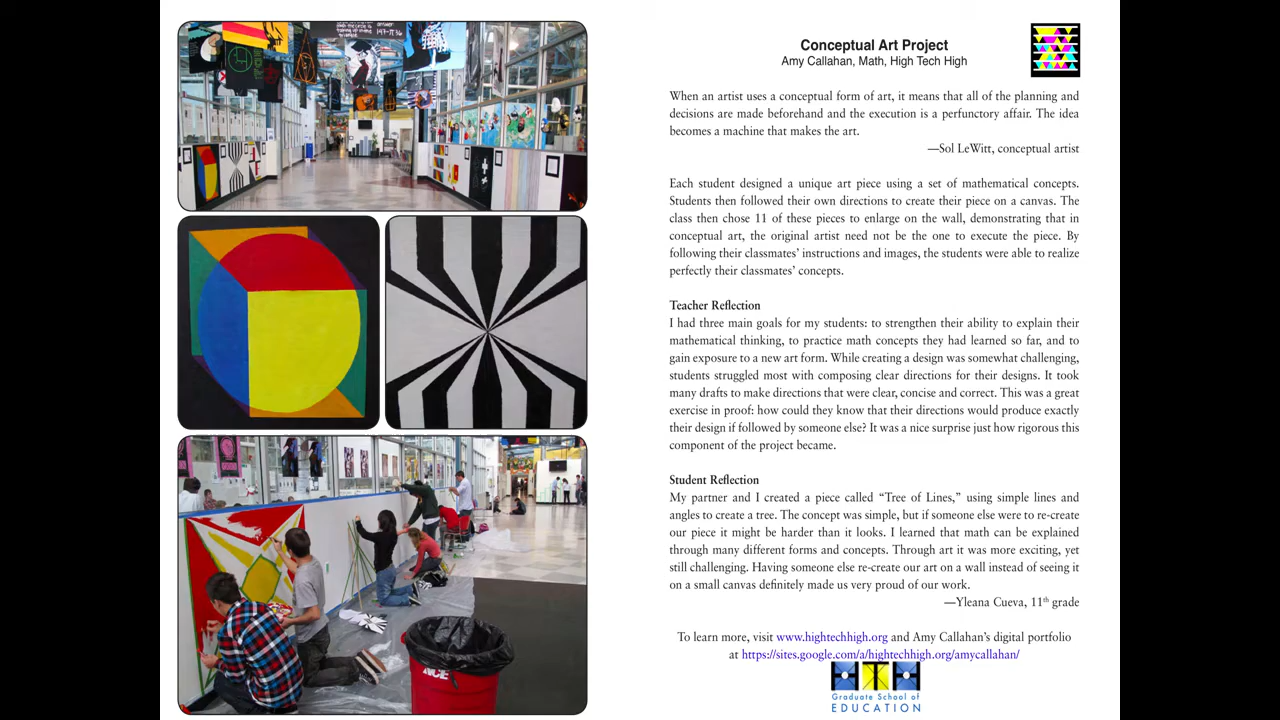 147-π36
Conceptual Art Project
Amy Callahan, Math, High Tech High
When an artist uses a conceptual form of art, it means that all of the planning and
decisions are made beforehand and the execution is a perfunctory affair. The idea
becomes a machine that makes the art.
—Sol LeWitt, conceptual artist
Each student designed a unique art piece using a set of mathematical concepts.
Students then followed their own directions to create their piece on a canvas. The
class then chose 11 of these pieces to enlarge on the wall, demonstrating that in
conceptual art, the original artist need not be the one to execute the piece. By
following their classmates’ instructions and images, the students were able to realize
perfectly their classmates’ concepts.
Teacher Reflection
I had three main goals for my students: to strengthen their ability to explain their
mathematical thinking, to practice math concepts they had learned so far, and to
gain exposure to a new art form. While creating a design was somewhat challenging,
students struggled most with composing clear directions for their designs. It took
many drafts to make directions that were clear, concise and correct. This was a great
exercise in proof: how could they know that their directions would produce exactly
their design if followed by someone else? It was a nice surprise just how rigorous this
component of the project became.
Student Reflection
My partner and I created a piece called “Tree of Lines,” using simple lines and
angles to create a tree. The concept was simple, but if someone else were to re-create
our piece it might be harder than it looks. I learned that math can be explained
through many different forms and concepts. Through art it was more exciting, yet
still challenging. Having someone else re-create our art on a wall instead of seeing it
on a small canvas definitely made us very proud of our work.
—Yleana Cueva, 11th grade
To learn more, visit www.hightechhigh.org and Amy Callahan’s digital portfolio
at https://sites.google.com/a/hightechhigh.org/amycallahan/
HTH
Graduate School of
EDUCATION